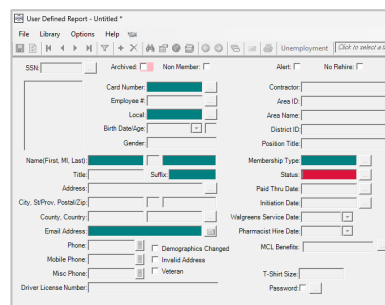 User Defined Report - Untitled *
File Library Options Help
Unemployment Click to select a t
SSN: Archived: Non Member: Alert: No Rehire:
Card Number: Contractor:
Employee #: Area ID:
Local: Area Name:
Birth Date/Age: District ID:
Gender: Position Title:
Name(First, MI, Last): Membership Type:
Title: Suffix: Status:
Address: Paid Thru Date:
City, St/Prov, Postal/Zip: Initiation Date:
County, Country: Walgreens Service Date:
Email Address: Pharmacist Hire Date:
Phone: Demographics Changed MCL Benefits:
Mobile Phone: Invalid Address
Misc Phone: Veteran T-Shirt Size:
Driver License Number: Password: